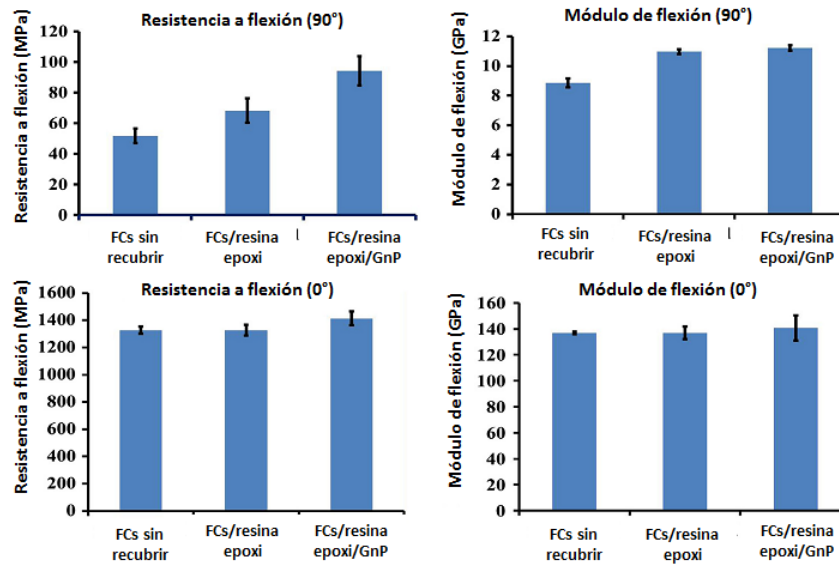 Resistencia a flexión (90°)
Resistencia a flexión (MPa)
120
100
80
60
40
20
0
FCs sin
recubrir
FCs/resina
epoxi
l
FCs/resina
epoxi/GnP
Módulo de flexión (90°)
Módulo de flexión (GPa)
12
10
8
6
4
2
0
FCs sin
recubrir
FCs/resina
epoxi
l
FCs/resina
epoxi/GnP
Resistencia a flexión (0°)
Resistencia a flexión (MPa)
1600
1400
1200
1000
800
600
400
200
0
FCs sin
recubrir
FCs/resina
epoxi
FCs/resina
epoxi/GnP
Módulo de flexión (0°)
Módulo de flexión (GPa)
160
140
120
100
80
60
40
20
0
FCs sin
recubrir
FCs/resina
epoxi
FCs/resina
epoxi/GnP